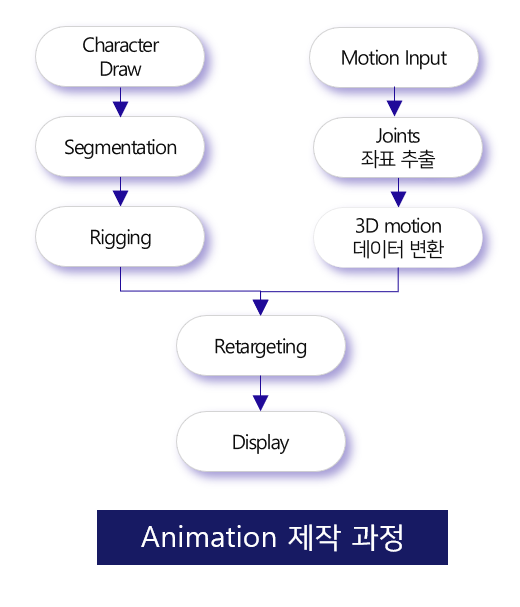 Character
Draw
Segmentation
Rigging
Motion Input
Joints
좌표 추출
3D motion
데이터 변환
Retargeting
Display
Animation 제작 과정